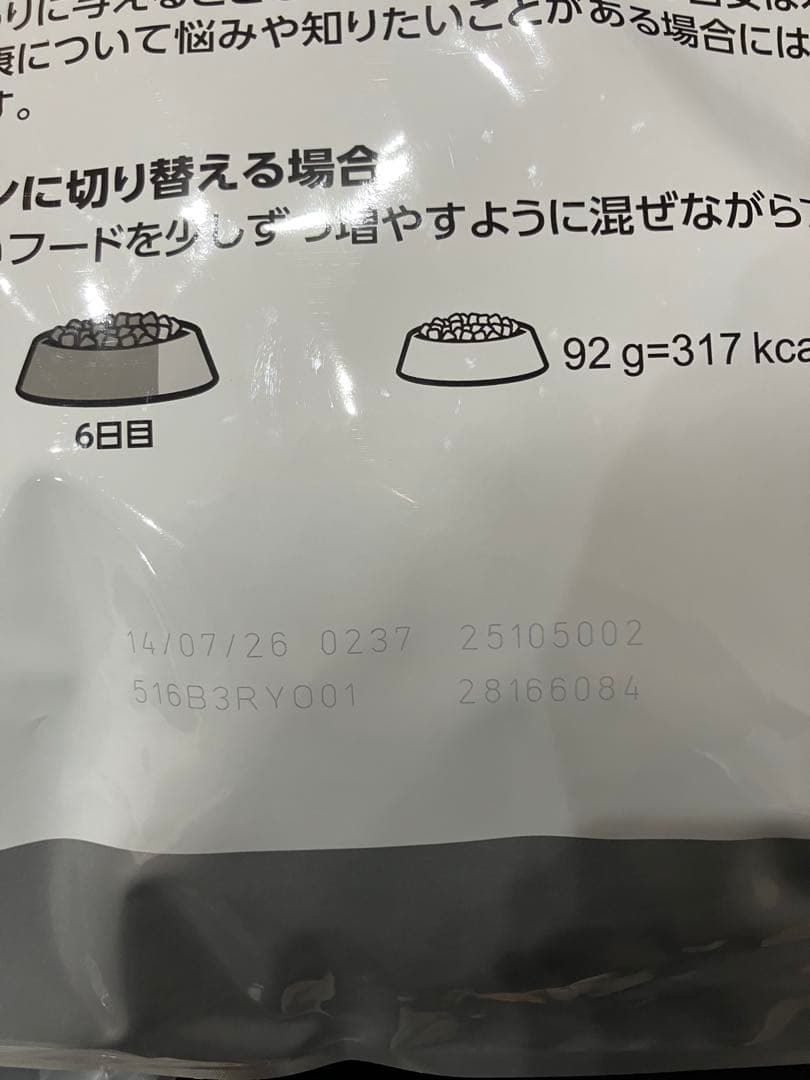 康について悩みや知りたいことがある場合には
す。
ンに切り替える場合
フードを少しずつ増やすように混ぜながら
92 g=317 kca
6日目
14/07/26 0237 25105002
516B3RY001 28166084